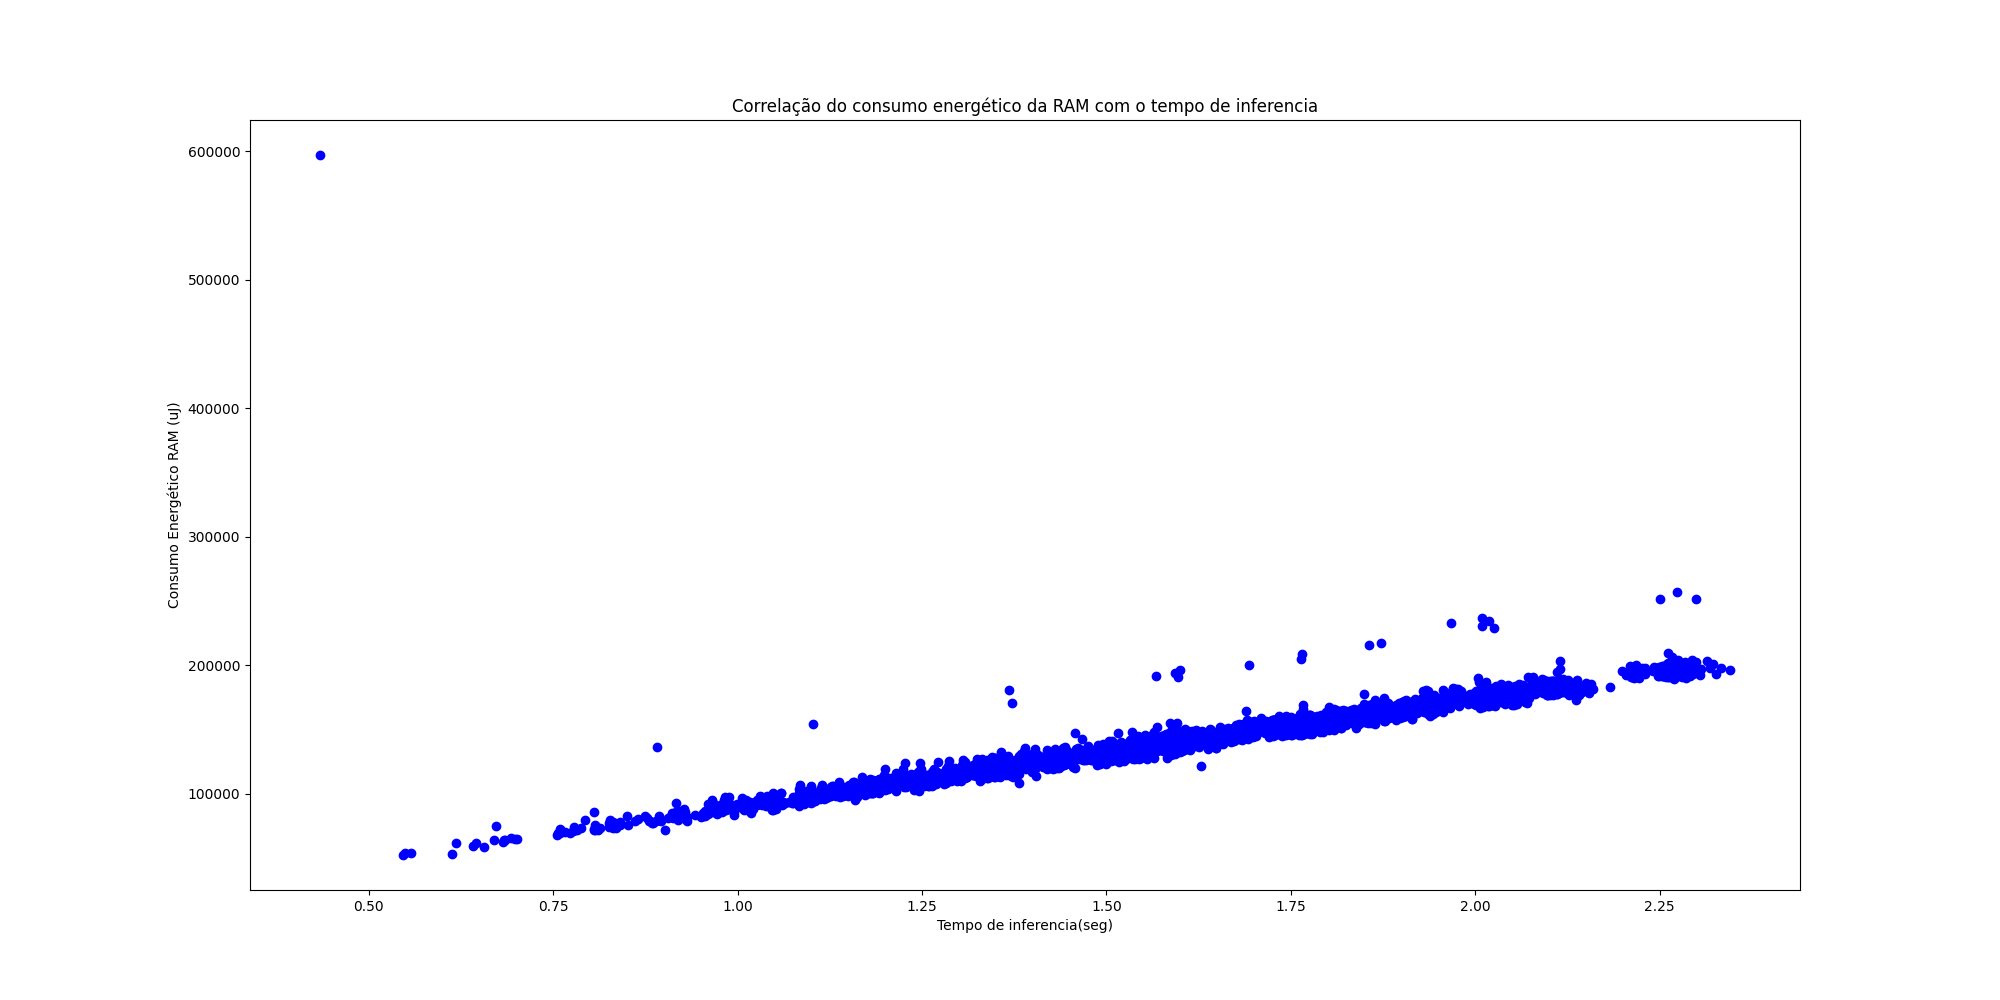 Correlação do consumo energético da RAM com o tempo de inferencia
600000
500000
400000
300000
200000
100000
Consumo Energético RAM (uJ)
0.50 0.75 1.00 1.25 1.50 1.75 2.00 2.25
Tempo de inferencia(seg)